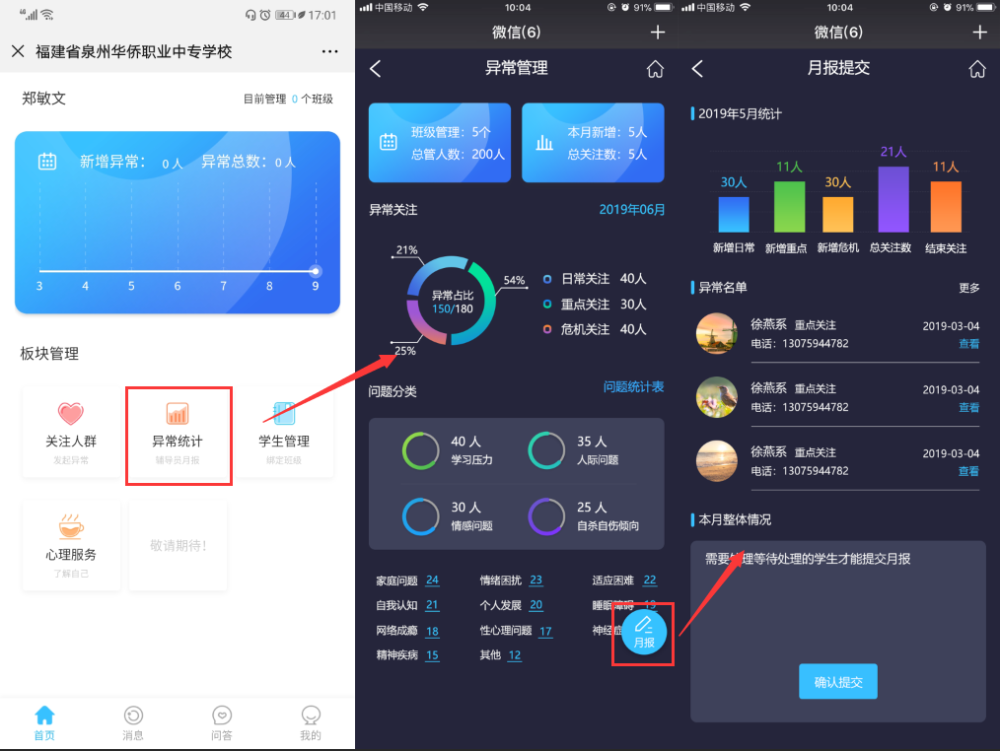 46 44 17:01
福建省泉州华侨职业中专学校
郑敏文 目前管理 0 个班级
新增异常： 0 人 异常总数：0 人
3 4 5 6 7 8 9
板块管理
关注人群 异常统计 学生管理
发起异常 辅导员月报 绑定班级
心理服务 敬请期待！
了解自己
首页 消息 问答 我的
中国移动 10:04 91%
微信(6)
异常管理
班级管理：5个
总管人数：200人
本月新增：5人
总关注数：5人
异常关注 2019年06月
21%
54%
25%
异常占比
150/180
日常关注 40人
重点关注 30人
危机关注 40人
问题分类 问题统计表
40 人
学习压力
35 人
人际问题
30 人
情感问题
25 人
自杀自伤倾向
家庭问题 24 情绪困扰 23 适应困难 22
自我认知 21 个人发展 20 睡眠障碍 19
网络成瘾 18 性心理问题 17 神经症
精神疾病 15 其他 12
月报
中国移动 10:04 91%
微信(6)
月报提交
2019年5月统计
30人 11人 30人 21人 11人
新增日常 新增重点 新增危机 总关注数 结束关注
异常名单 更多
徐燕系 重点关注 2019-03-04
电话：13075944782 查看
徐燕系 重点关注 2019-03-04
电话：13075944782 查看
徐燕系 重点关注 2019-03-04
电话：13075944782 查看
本月整体情况
需要处理等待处理的学生才能提交月报
确认提交